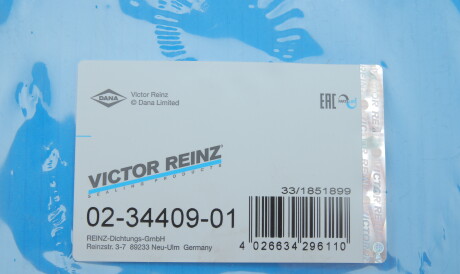 DANA
Victor Reinz
© Dana Limited
EAC
VICTOR REINZ
SEALING PRODUCTS
33/1851899
02-34409-01
REINZ-Dichtungs-GmbH
Reinzstr. 3-7 89233 Neu-Ulm Germany
4 026634 296110